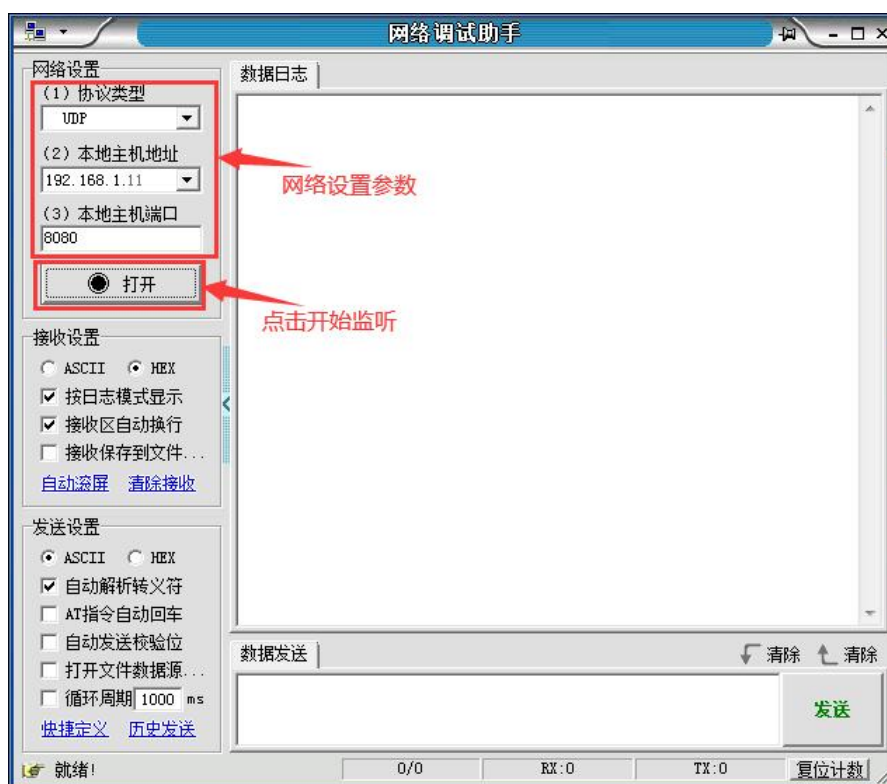 网络调试助手
网络设置
(1) 协议类型
UDP
(2) 本地主机地址
192.168.1.11
(3) 本地主机端口
8080
打开
接收设置
ASCII HEX
按日志模式显示
接收区自动换行
接收保存到文件...
自动滚屏 清除接收
发送设置
ASCII HEX
自动解析转义符
AT指令自动回车
自动发送校验位
打开文件数据源...
循环周期 1000 ms
快捷定义 历史发送
数据日志
网络设置参数
点击开始监听
数据发送 清除 清除
发送
就绪! 0/0 RX:0 TX:0 复位计数